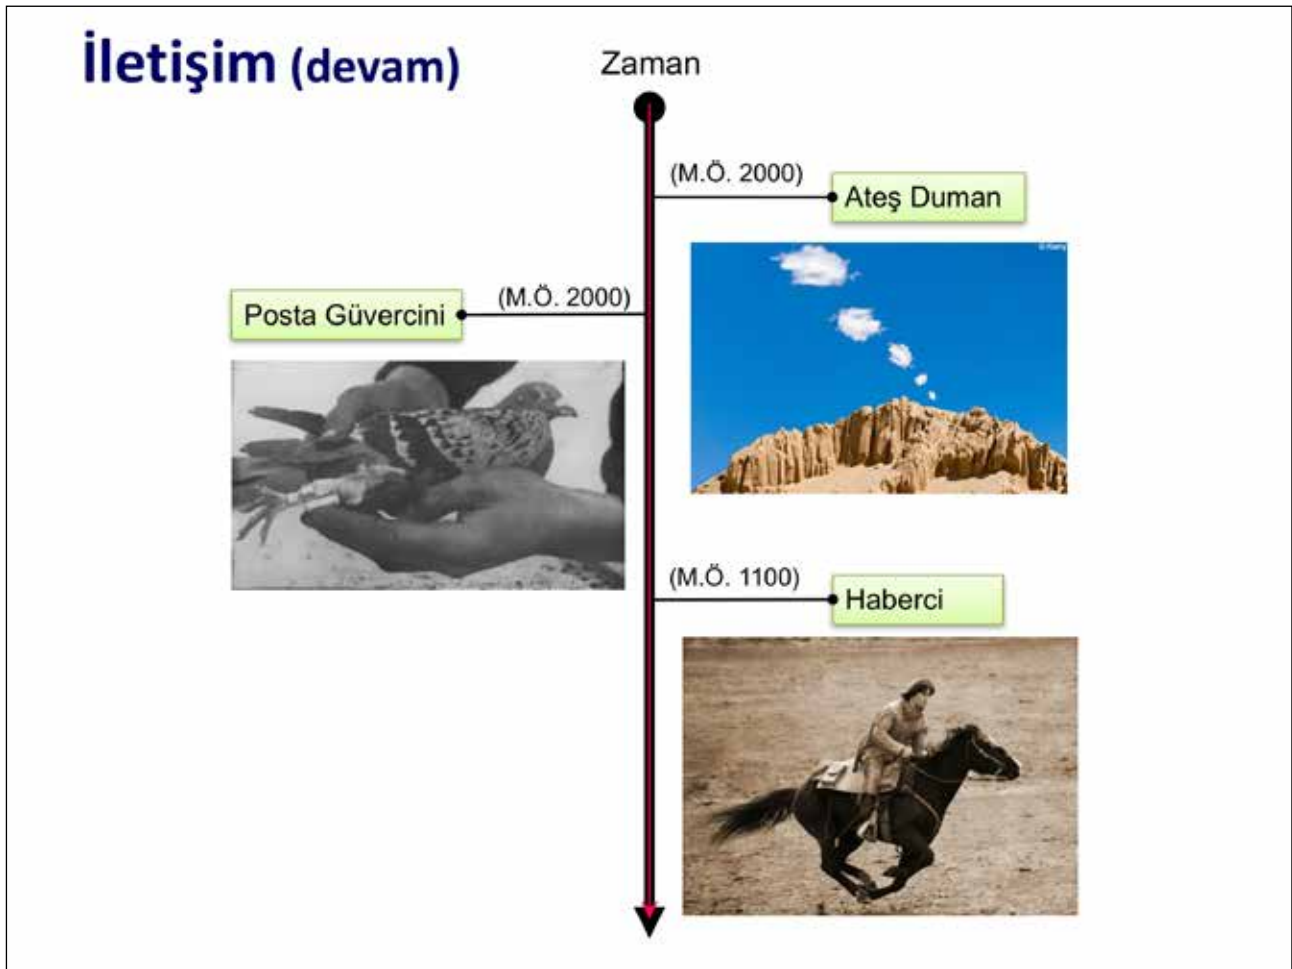 İletişim (devam)
Zaman
(M.Ö. 2000)
Ateş Duman
(M.Ö. 2000)
Posta Güvercini
(M.Ö. 1100)
Haberci